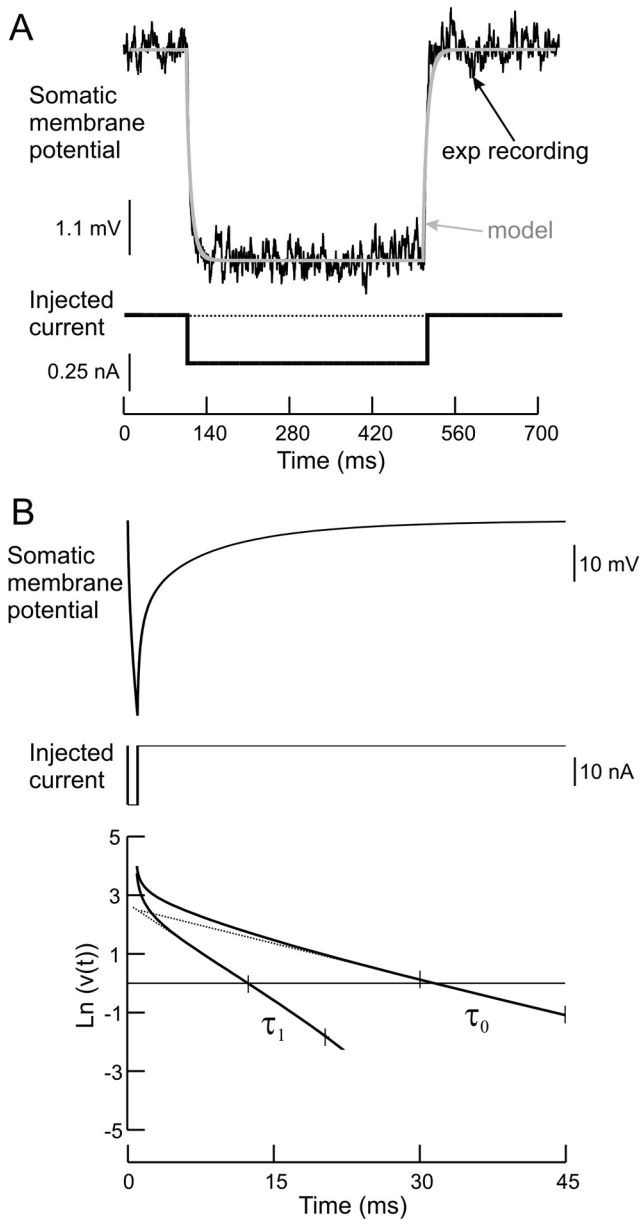 A
Somatic
membrane
potential
exp recording
1.1 mV
model
Injected
current
0.25 nA
0 140 280 420 560 700
Time (ms)
B
Somatic
membrane
potential
10 mV
Injected
current
10 nA
5
3
1
-1
-3
-5
Ln (v(t))
τ1
τ0
0 15 30 45
Time (ms)